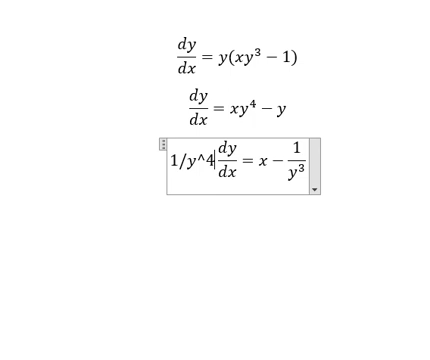 dy/dx = y(xy³ − 1)
dy/dx = xy⁴ − y
1/y^4 dy/dx = x − 1/y³